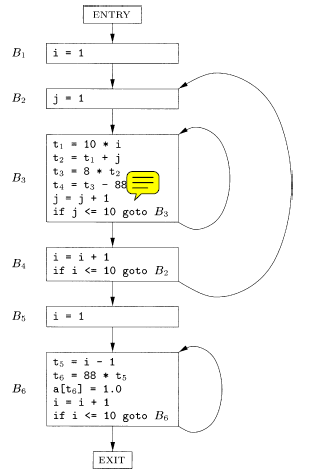 ENTRY
B₁ i = 1
B₂ j = 1
B₃
t₁ = 10 * i
t₂ = t₁ + j
t₃ = 8 * t₂
t₄ = t₃ - 88
j = j + 1
if j <= 10 goto B₃
B₄
i = i + 1
if i <= 10 goto B₂
B₅ i = 1
B₆
t₅ = i - 1
t₆ = 88 * t₅
a[t₆] = 1.0
i = i + 1
if i <= 10 goto B₆
EXIT